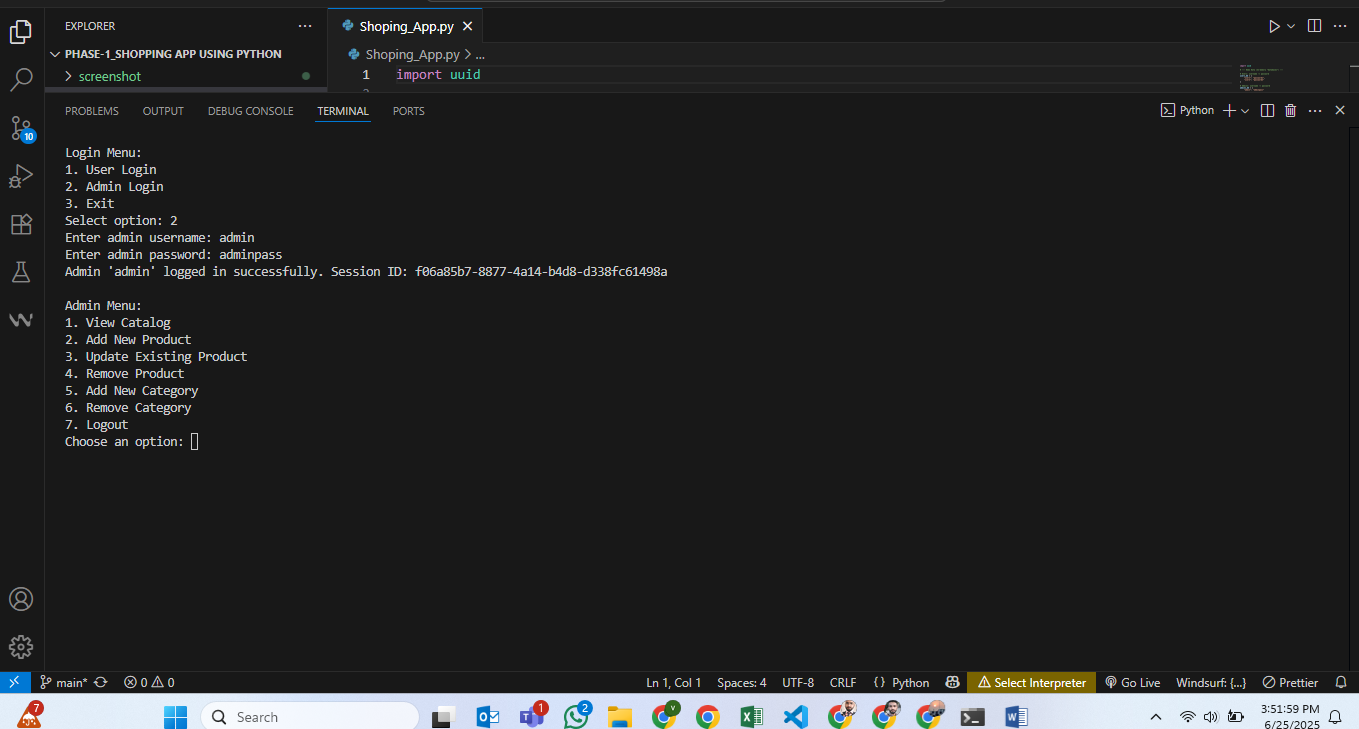 EXPLORER
PHASE-1_SHOPPING APP USING PYTHON
screenshot
Shoping_App.py
Shoping_App.py > ...
1 import uuid
PROBLEMS OUTPUT DEBUG CONSOLE TERMINAL PORTS
Python
Login Menu:
1. User Login
2. Admin Login
3. Exit
Select option: 2
Enter admin username: admin
Enter admin password: adminpass
Admin 'admin' logged in successfully. Session ID: f06a85b7-8877-4a14-b4d8-d338fc61498a
Admin Menu:
1. View Catalog
2. Add New Product
3. Update Existing Product
4. Remove Product
5. Add New Category
6. Remove Category
7. Logout
Choose an option:
10
main* 0 0 Ln 1, Col 1 Spaces: 4 UTF-8 CRLF {} Python Select Interpreter Go Live Windsurf: {...} Prettier
7 Search 1 2 V 3:51:59 PM
6/25/2025